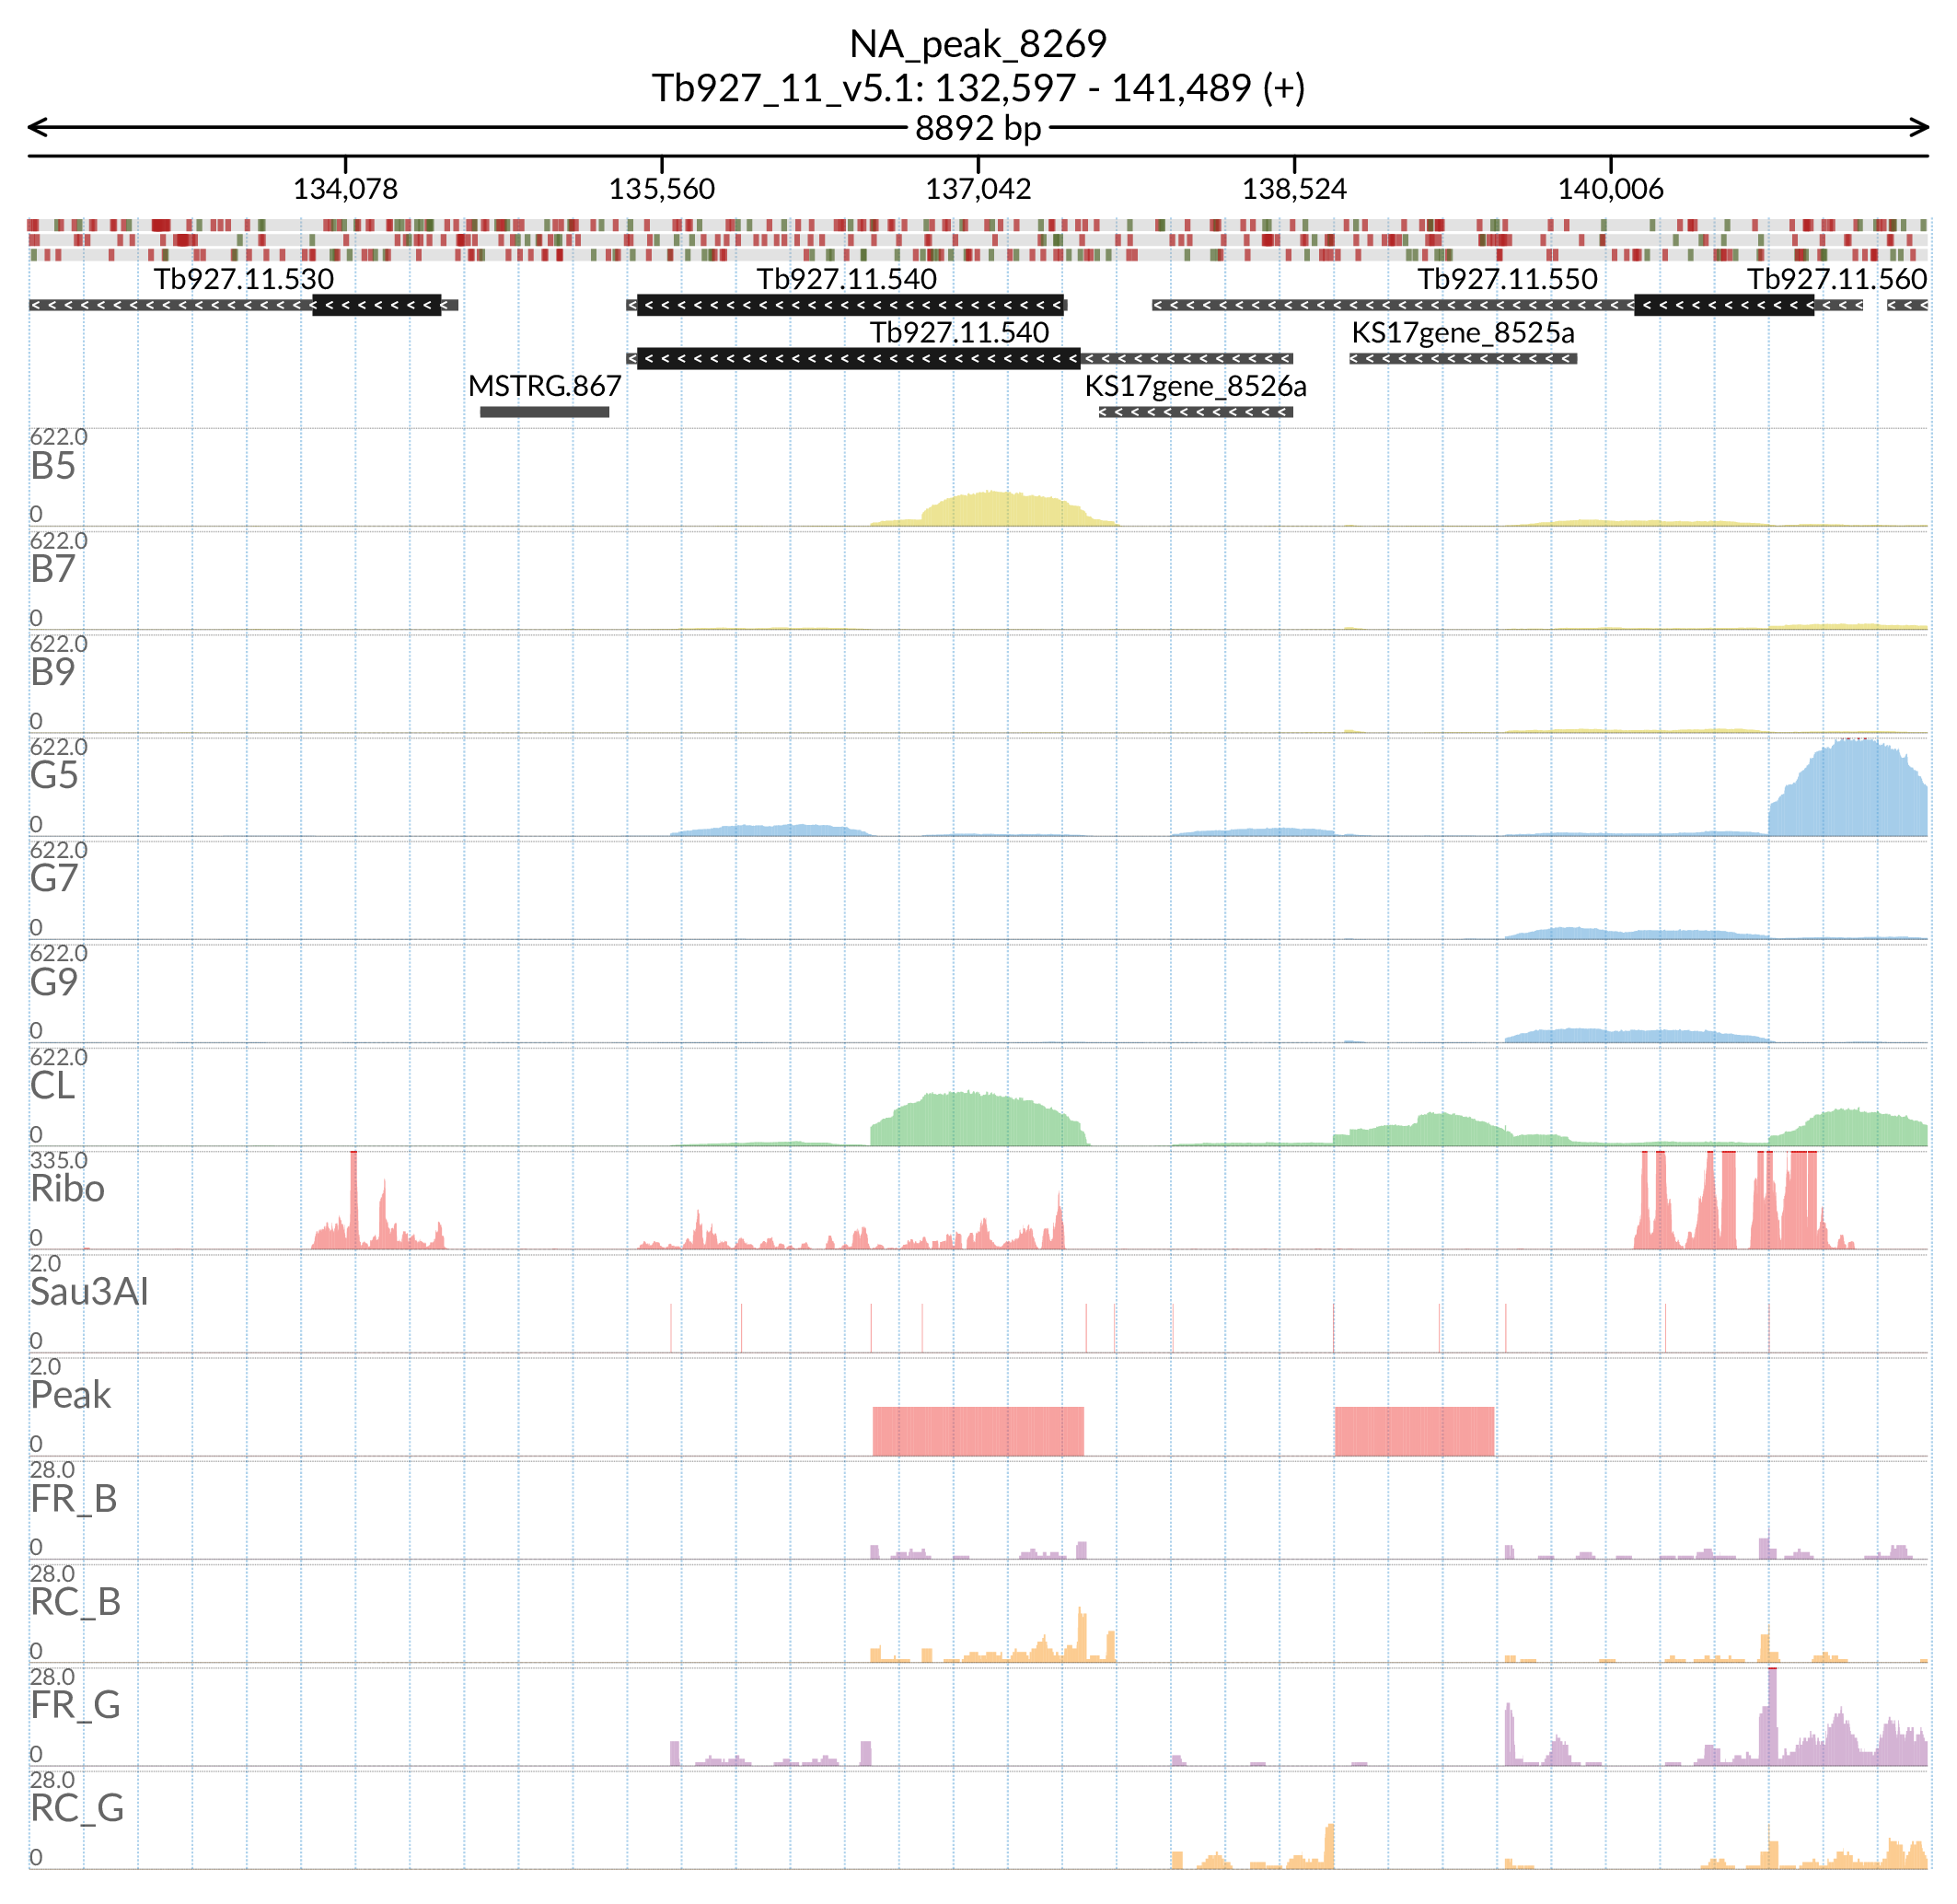 NA_peak_8269
Tb927_11_v5.1: 132,597 - 141,489 (+)
8892 bp
134,078 135,560 137,042 138,524 140,006
Tb927.11.530 Tb927.11.540 Tb927.11.550 Tb927.11.560
Tb927.11.540 KS17gene_8525a
MSTRG.867 KS17gene_8526a
622.0
B5
0
622.0
B7
0
622.0
B9
0
622.0
G5
0
622.0
G7
0
622.0
G9
0
622.0
CL
0
335.0
Ribo
0
2.0
Sau3AI
0
2.0
Peak
0
28.0
FR_B
0
28.0
RC_B
0
28.0
FR_G
0
28.0
RC_G
0